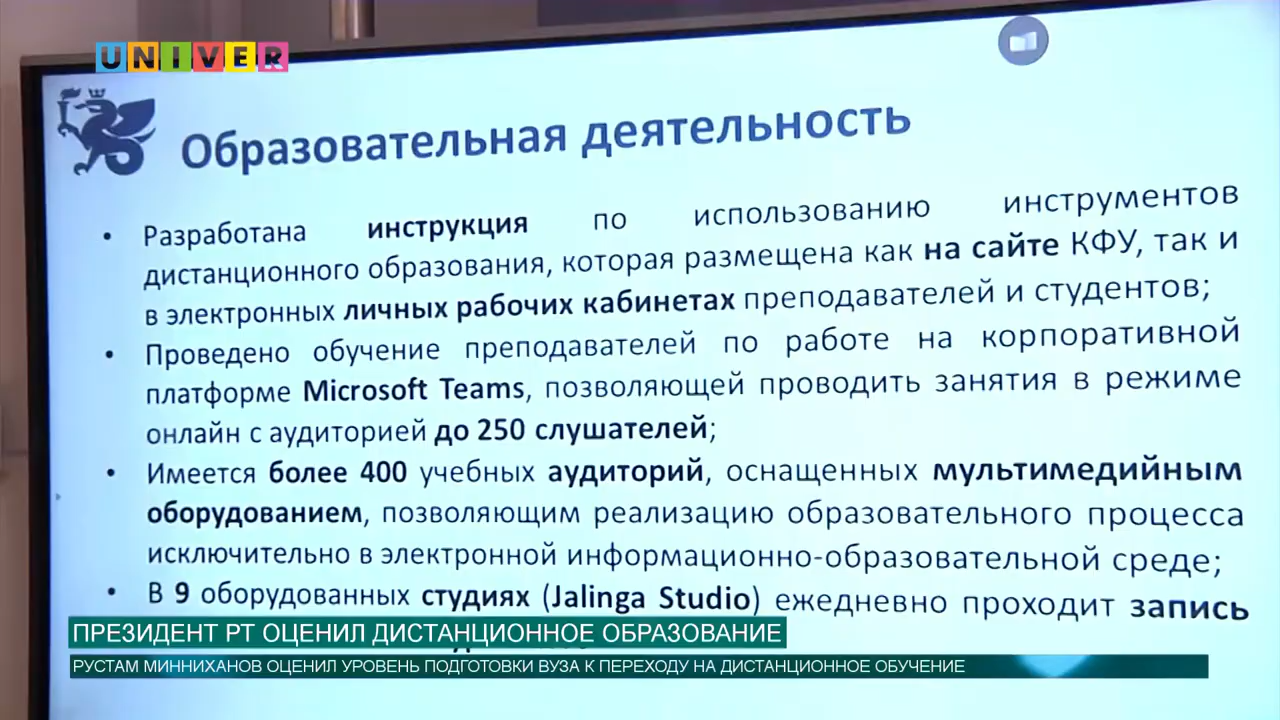 UNIVER
Образовательная деятельность
• Разработана инструкция по использованию инструментов
дистанционного образования, которая размещена как на сайте КФУ, так и
в электронных личных рабочих кабинетах преподавателей и студентов;
• Проведено обучение преподавателей по работе на корпоративной
платформе Microsoft Teams, позволяющей проводить занятия в режиме
онлайн с аудиторией до 250 слушателей;
• Имеется более 400 учебных аудиторий, оснащенных мультимедийным
оборудованием, позволяющим реализацию образовательного процесса
исключительно в электронной информационно-образовательной среде;
• В 9 оборудованных студиях (Jalinga Studio) ежедневно проходит запись
ПРЕЗИДЕНТ РТ ОЦЕНИЛ ДИСТАНЦИОННОЕ ОБРАЗОВАНИЕ
РУСТАМ МИННИХАНОВ ОЦЕНИЛ УРОВЕНЬ ПОДГОТОВКИ ВУЗА К ПЕРЕХОДУ НА ДИСТАНЦИОННОЕ ОБУЧЕНИЕ